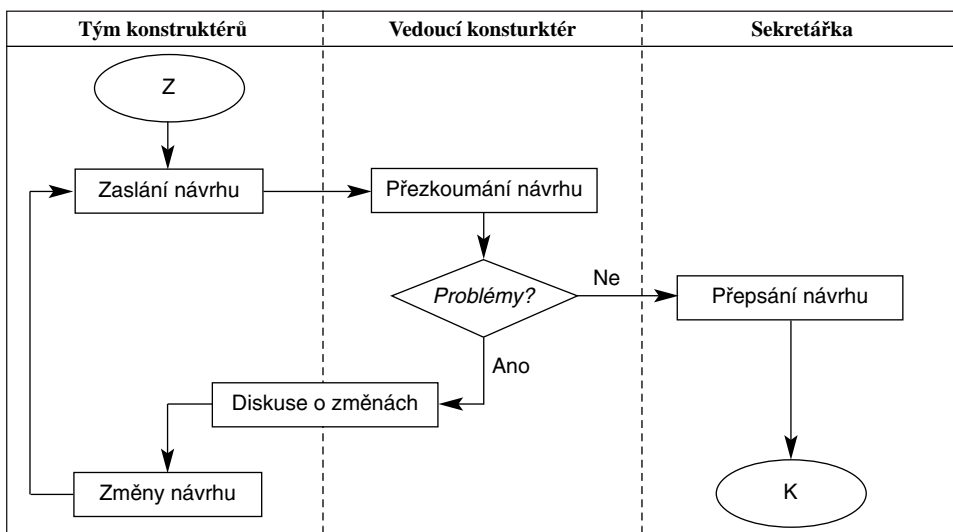 Tým konstruktérů
Vedoucí konsturktér
Sekretářka
Z
Zaslání návrhu
Přezkoumání návrhu
Problémy?
Ne
Přepsání návrhu
Ano
Diskuse o změnách
Změny návrhu
K